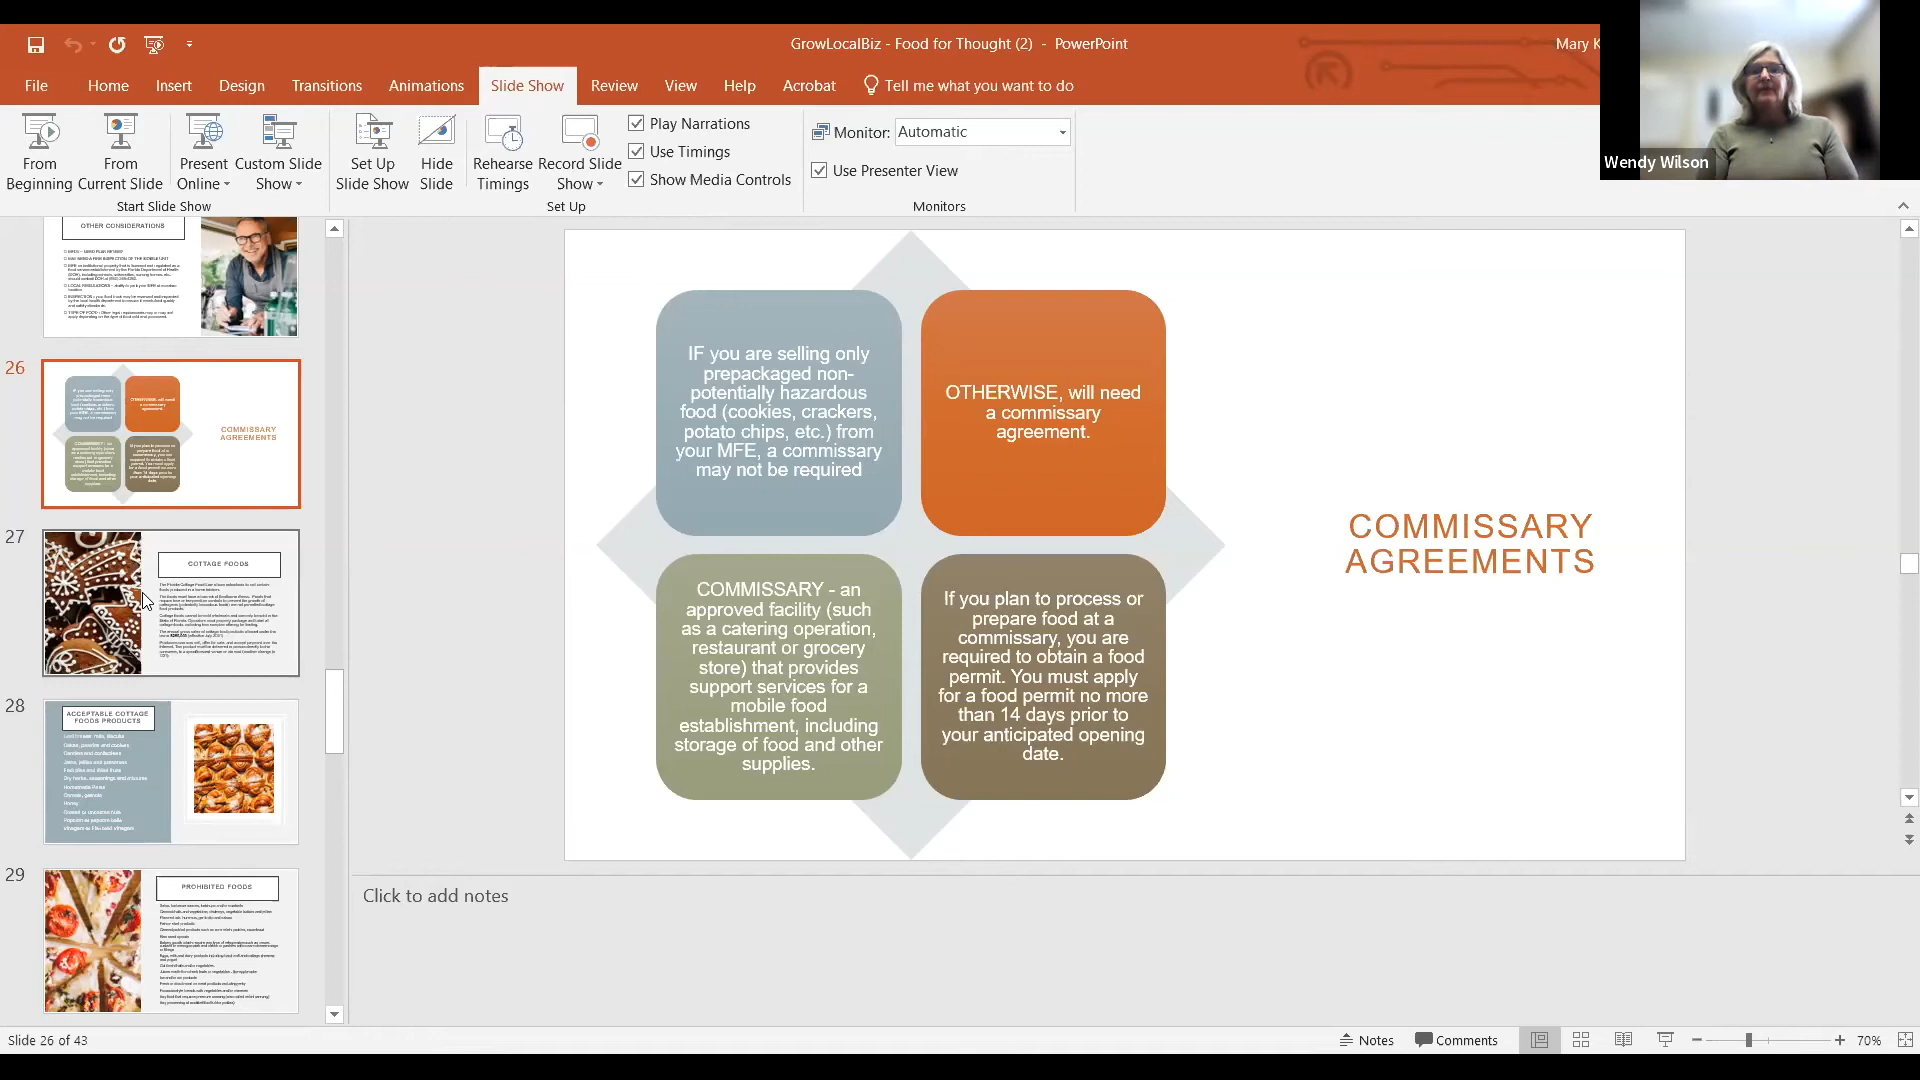 GrowLocalBiz - Food for Thought (2) - PowerPoint
Mary K
File
Home
Insert
Design
Transitions
Animations
Slide Show
Review
View
Help
Acrobat
Tell me what you want to do
Wendy Wilson
From
Beginning
From
Current Slide
Present
Online
Custom Slide
Show
Start Slide Show
Set Up
Slide Show
Hide
Slide
Rehearse
Timings
Record Slide
Show
Play Narrations
Use Timings
Show Media Controls
Set Up
Monitor:
Automatic
Use Presenter View
Monitors
OTHER CONSIDERATIONS
26
COMMISSARY
AGREEMENTS
27
COTTAGE FOODS
28
ACCEPTABLE COTTAGE
FOODS PRODUCTS
29
PROHIBITED FOODS
IF you are selling only
prepackaged non-
potentially hazardous
food (cookies, crackers,
potato chips, etc.) from
your MFE, a commissary
may not be required
OTHERWISE, will need
a commissary
agreement.
COMMISSARY - an
approved facility (such
as a catering operation,
restaurant or grocery
store) that provides
support services for a
mobile food
establishment, including
storage of food and other
supplies.
If you plan to process or
prepare food at a
commissary, you are
required to obtain a food
permit. You must apply
for a food permit no more
than 14 days prior to
your anticipated opening
date.
COMMISSARY
AGREEMENTS
Click to add notes
Slide 26 of 43
Notes
Comments
70%